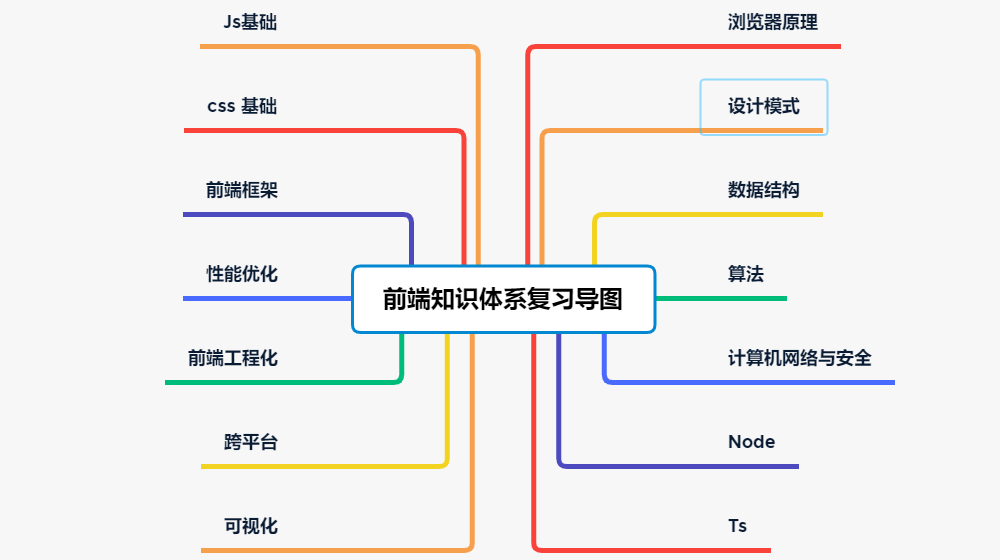 Js基础
css 基础
前端框架
性能优化
前端工程化
跨平台
可视化
前端知识体系复习导图
浏览器原理
设计模式
数据结构
算法
计算机网络与安全
Node
Ts